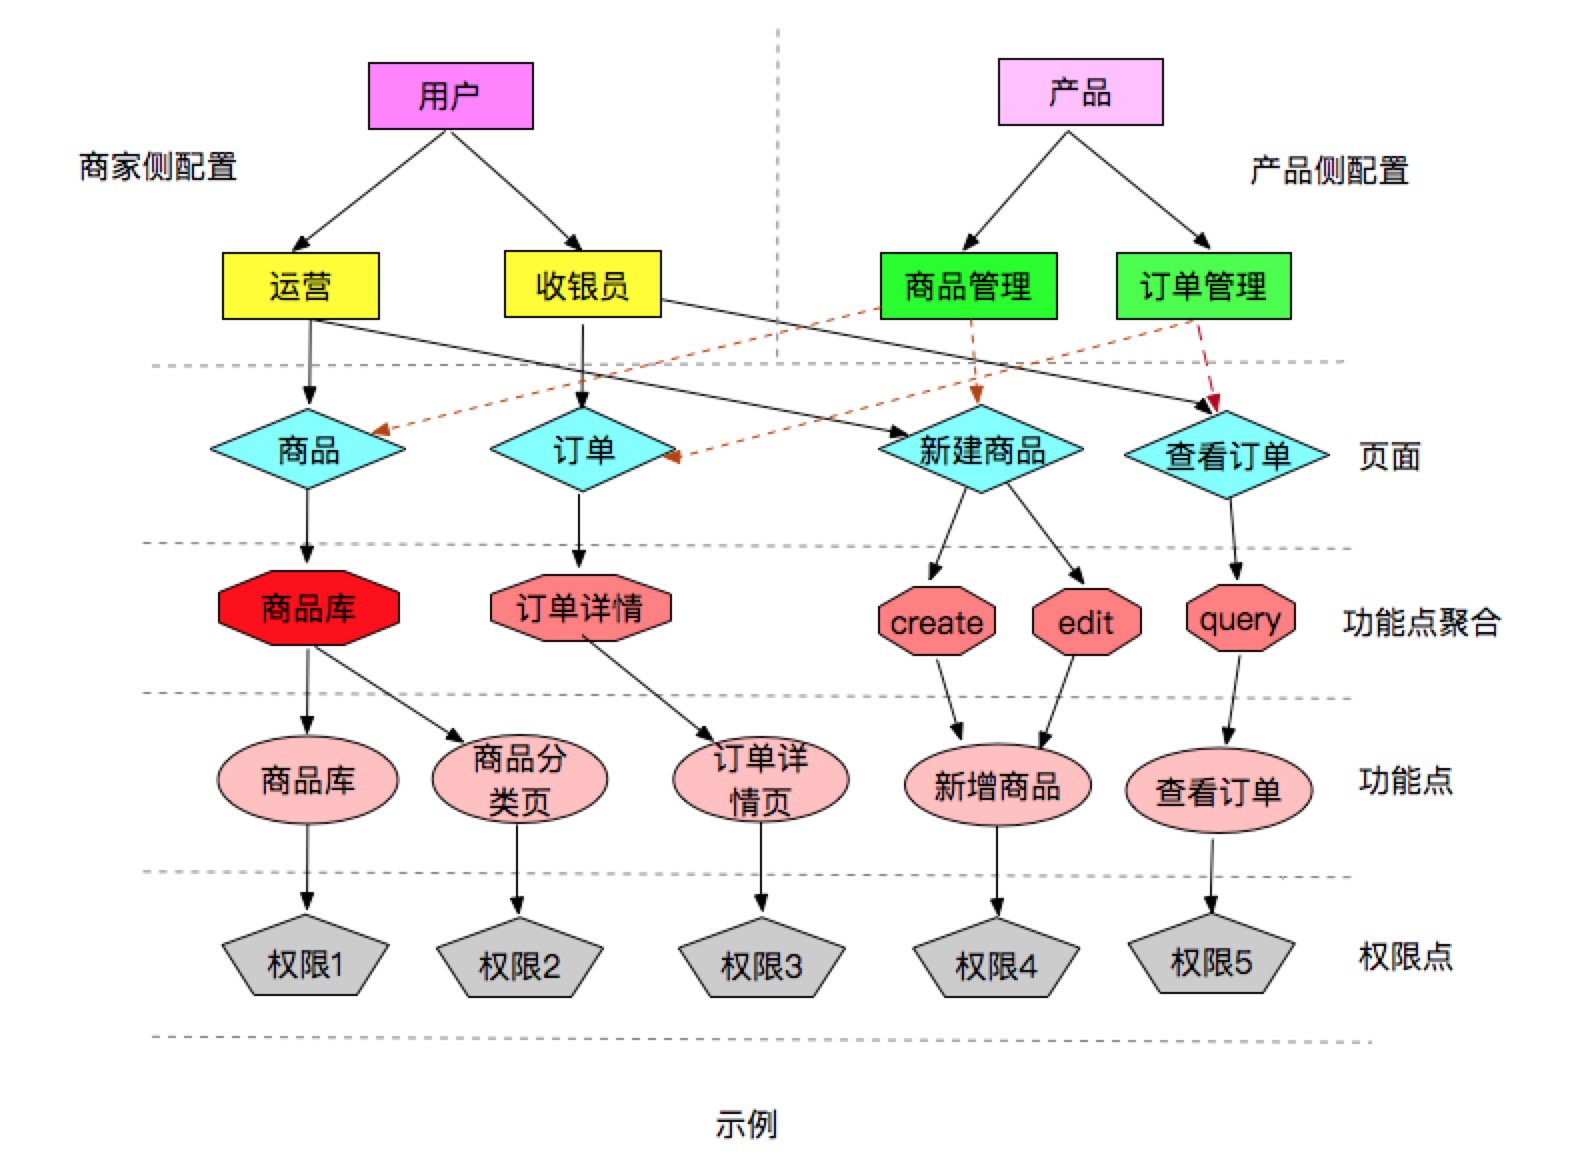 用户
产品
商家侧配置
产品侧配置
运营
收银员
商品管理
订单管理
商品
订单
新建商品
查看订单
页面
商品库
订单详情
create
edit
query
功能点聚合
商品库
商品分
类页
订单详
情页
新增商品
查看订单
功能点
权限1
权限2
权限3
权限4
权限5
权限点
示例